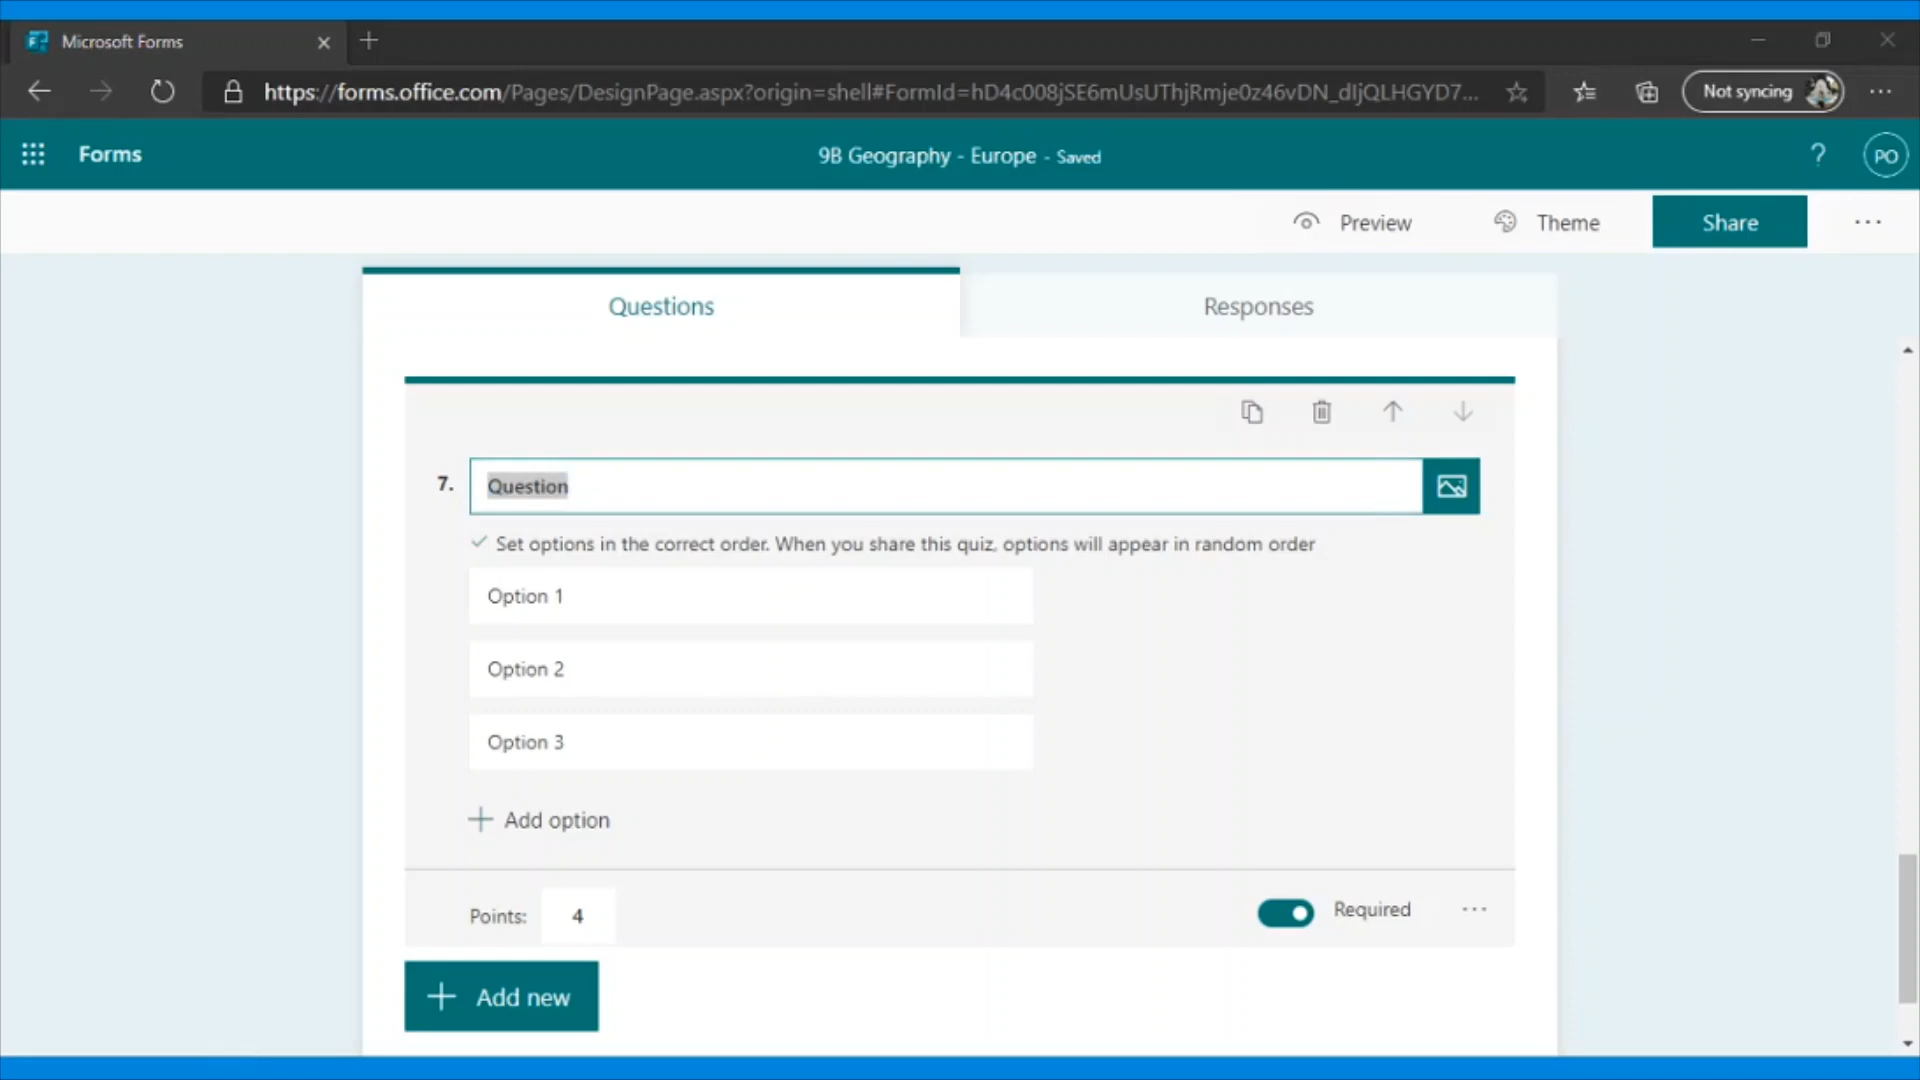 Microsoft Forms
https://forms.office.com/Pages/DesignPage.aspx?origin=shell#FormId=hD4c008jSE6mUsUThjRmje0z46vDN_dIjQLHGYD7...
Not syncing
Forms
9B Geography - Europe - Saved
?
PO
Preview
Theme
Share
Questions
Responses
7. Question
Set options in the correct order. When you share this quiz, options will appear in random order
Option 1
Option 2
Option 3
Add option
Points: 4
Required
Add new